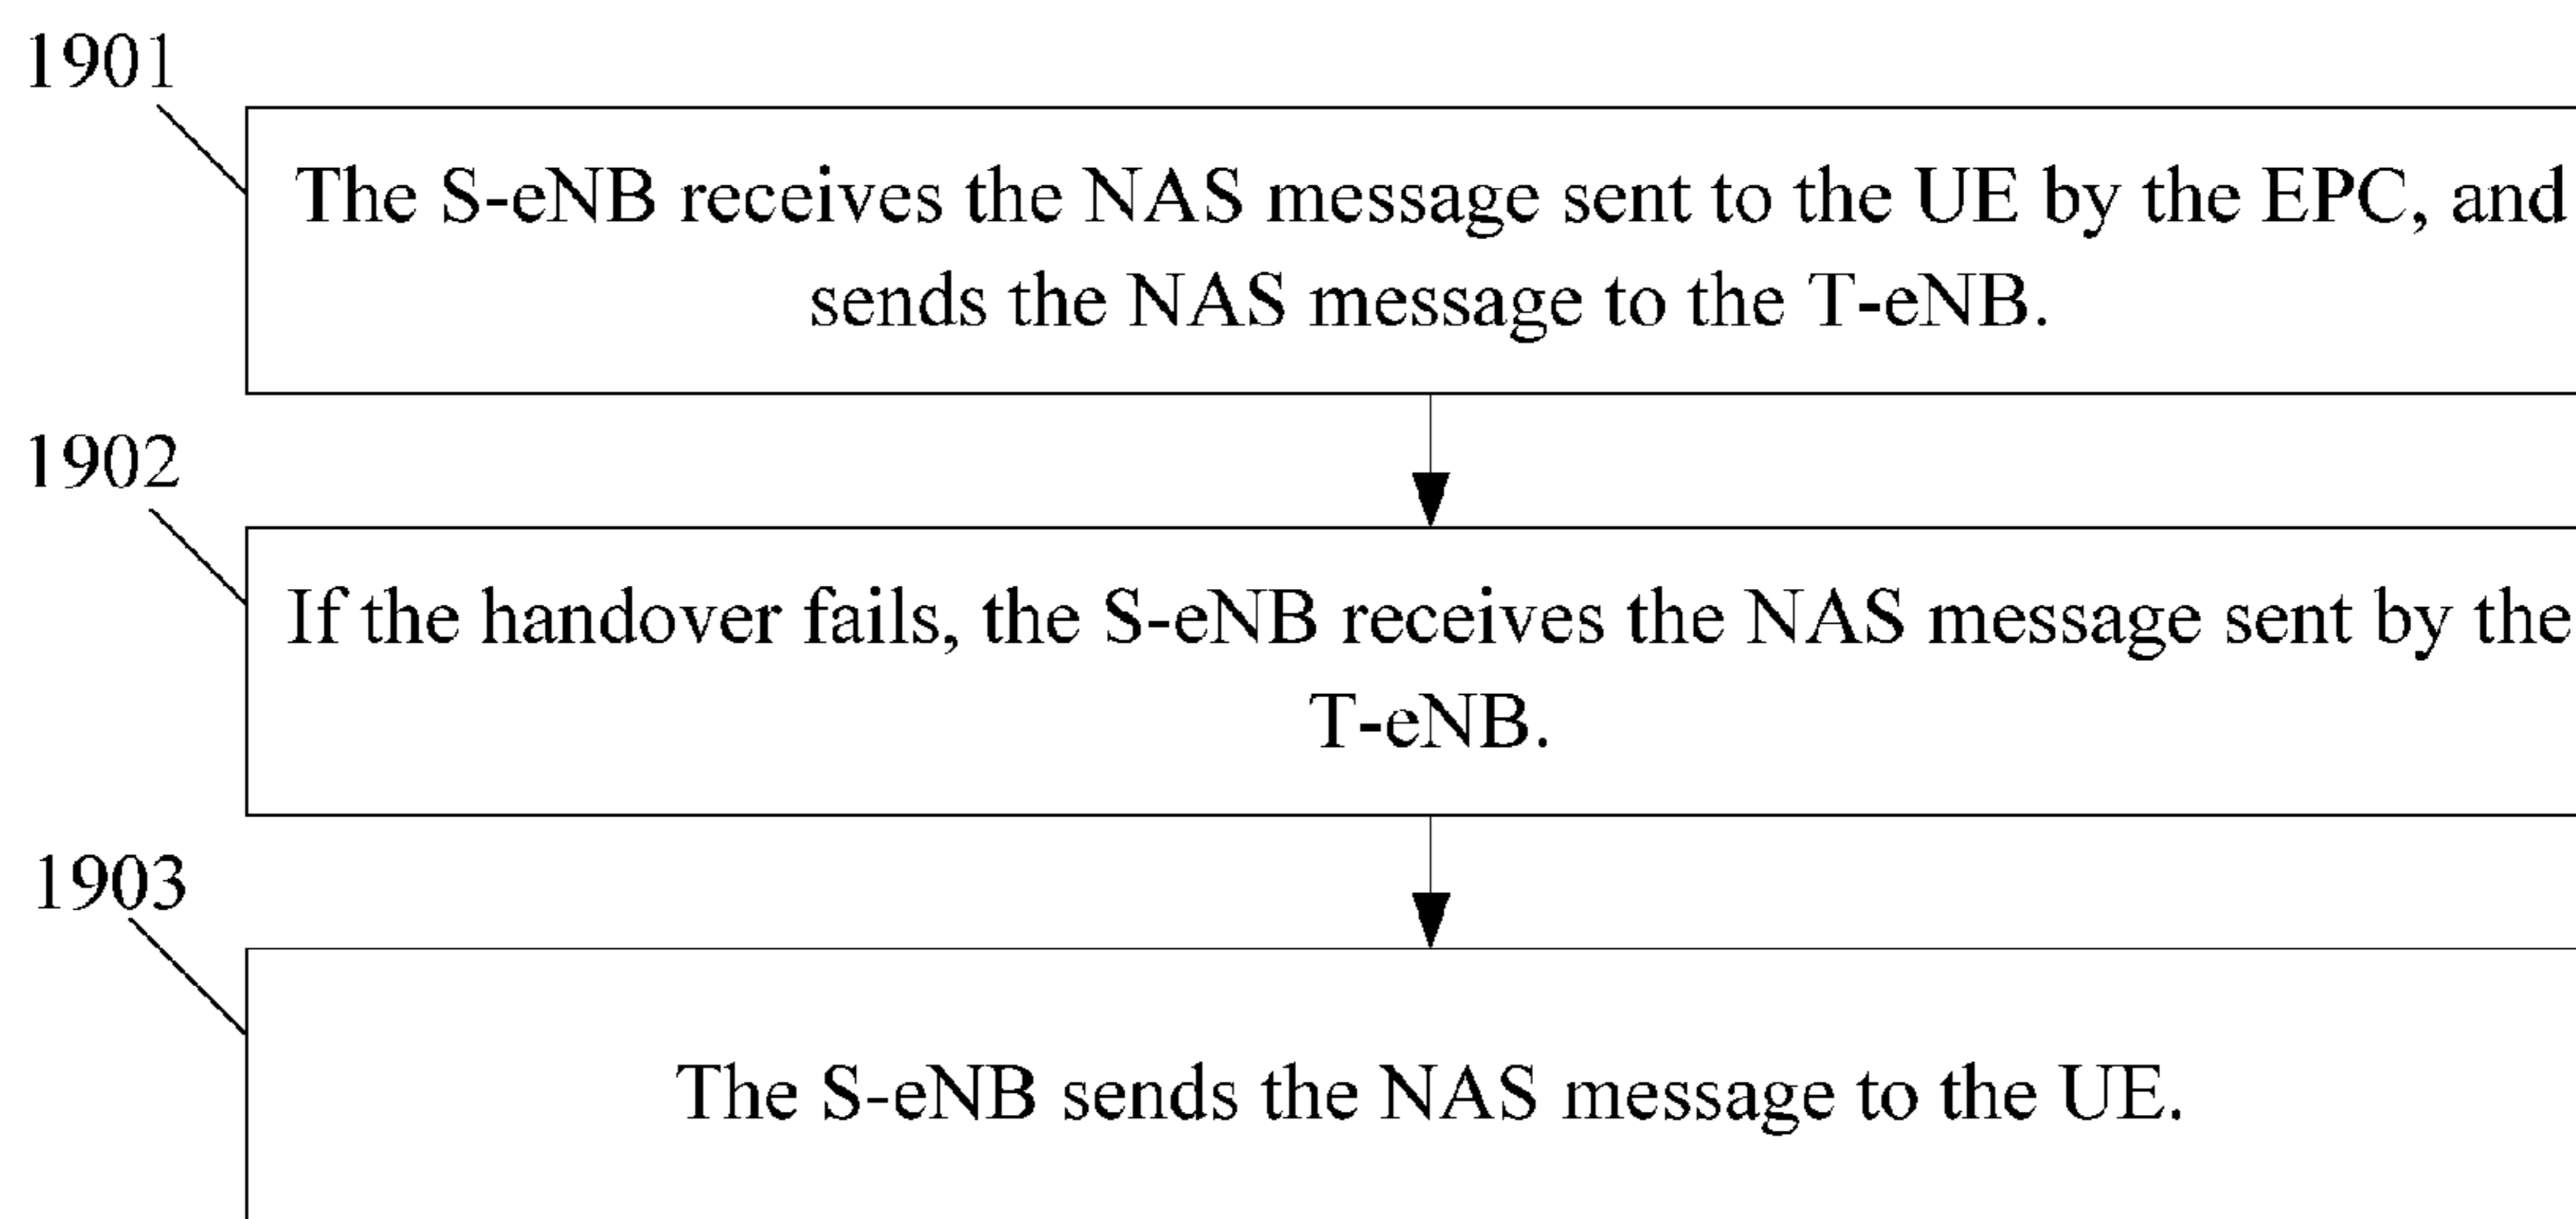 1901
The S-eNB receives the NAS message sent to the UE by the EPC, and
sends the NAS message to the T-eNB.
1902
If the handover fails, the S-eNB receives the NAS message sent by the
T-eNB.
1903
The S-eNB sends the NAS message to the UE.